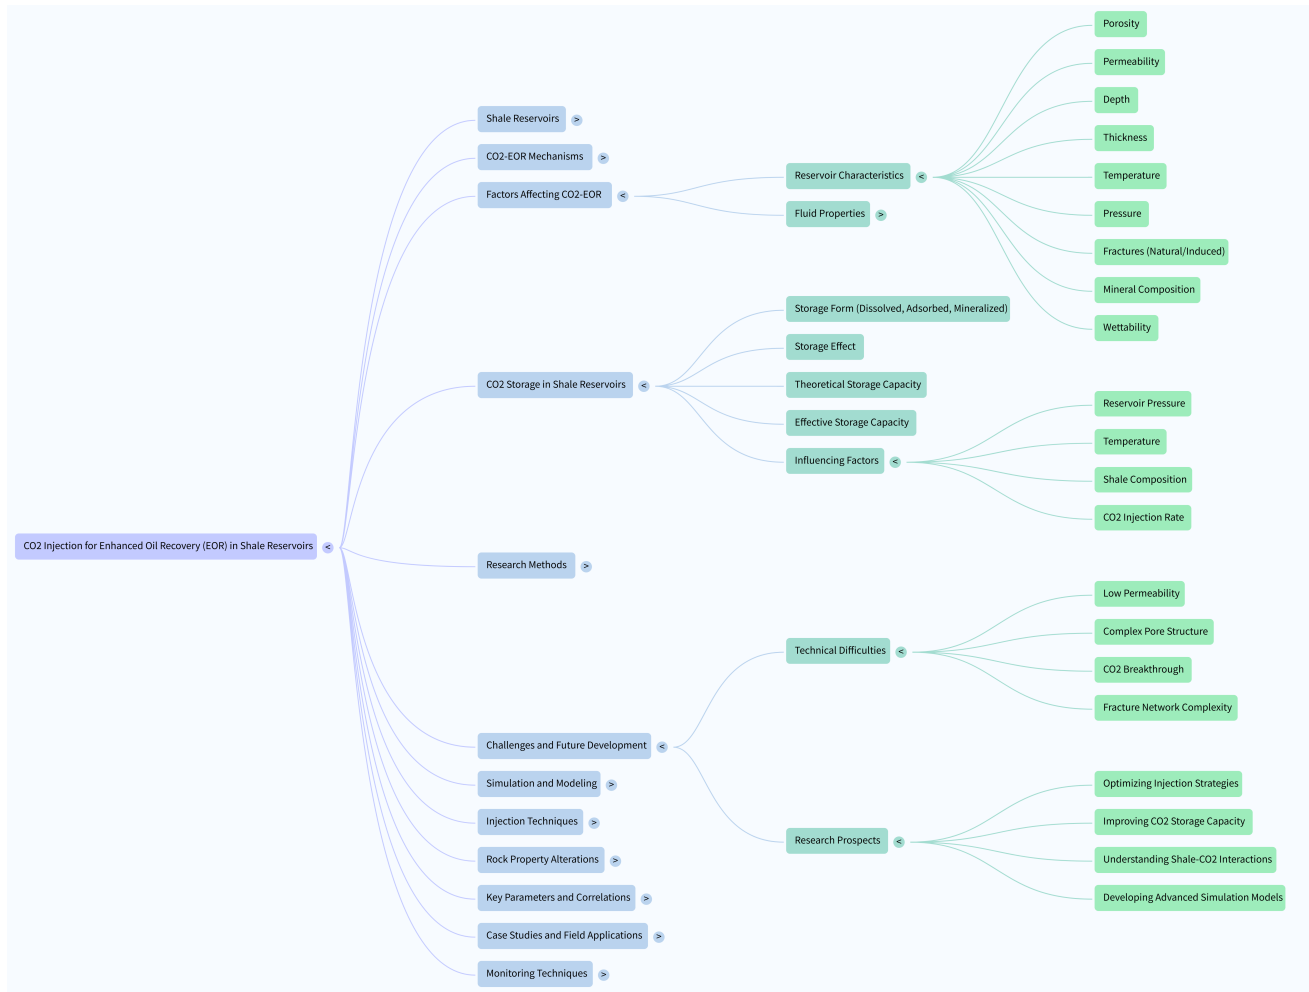 CO2 Injection for Enhanced Oil Recovery (EOR) in Shale Reservoirs <
Shale Reservoirs >
CO2-EOR Mechanisms >
Factors Affecting CO2-EOR <
Reservoir Characteristics <
Porosity
Permeability
Depth
Thickness
Temperature
Pressure
Fractures (Natural/Induced)
Mineral Composition
Wettability
Fluid Properties >
CO2 Storage in Shale Reservoirs <
Storage Form (Dissolved, Adsorbed, Mineralized)
Storage Effect
Theoretical Storage Capacity
Effective Storage Capacity
Influencing Factors <
Reservoir Pressure
Temperature
Shale Composition
CO2 Injection Rate
Research Methods >
Challenges and Future Development <
Technical Difficulties <
Low Permeability
Complex Pore Structure
CO2 Breakthrough
Fracture Network Complexity
Research Prospects <
Optimizing Injection Strategies
Improving CO2 Storage Capacity
Understanding Shale-CO2 Interactions
Developing Advanced Simulation Models
Simulation and Modeling >
Injection Techniques >
Rock Property Alterations >
Key Parameters and Correlations >
Case Studies and Field Applications >
Monitoring Techniques >